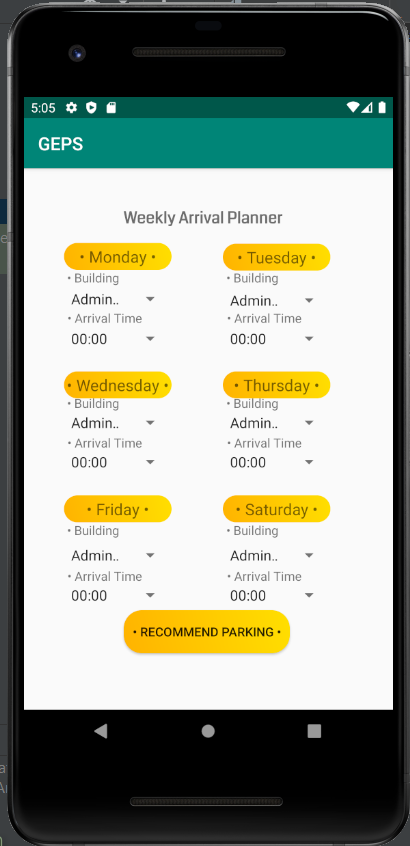 5:05
GEPS
Weekly Arrival Planner
• Monday •
• Tuesday •
• Building
• Building
Admin..
Admin..
• Arrival Time
• Arrival Time
00:00
00:00
• Wednesday •
• Thursday •
• Building
• Building
Admin..
Admin..
• Arrival Time
• Arrival Time
00:00
00:00
• Friday •
• Saturday •
• Building
• Building
Admin..
Admin..
• Arrival Time
• Arrival Time
00:00
00:00
• RECOMMEND PARKING •